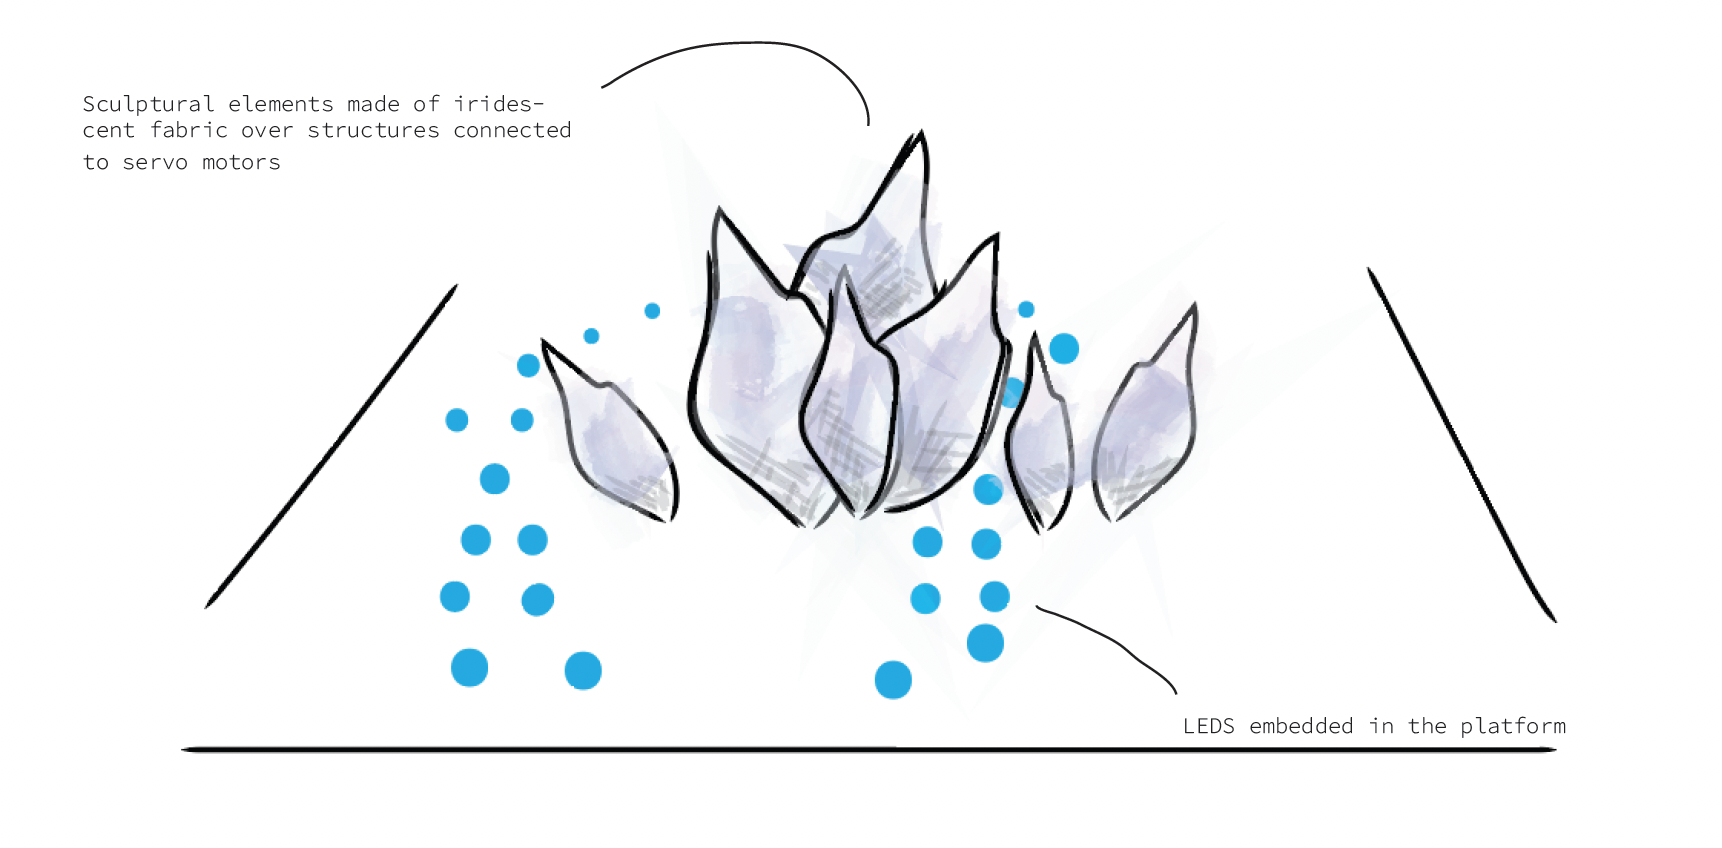 Sculptural elements made of irides-
cent fabric over structures connected
to servo motors
LEDS embedded in the platform